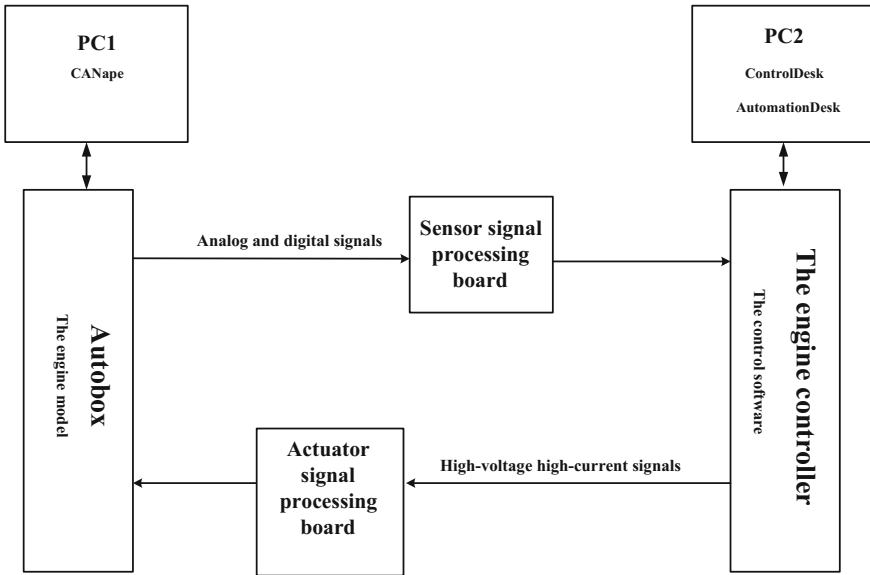 PC1
CANape
PC2
ControlDesk
AutomationDesk
Analog and digital signals
Sensor signal
processing
board
Autobox
The engine model
The engine controller
The control software
Actuator
signal
processing
board
High-voltage high-current signals